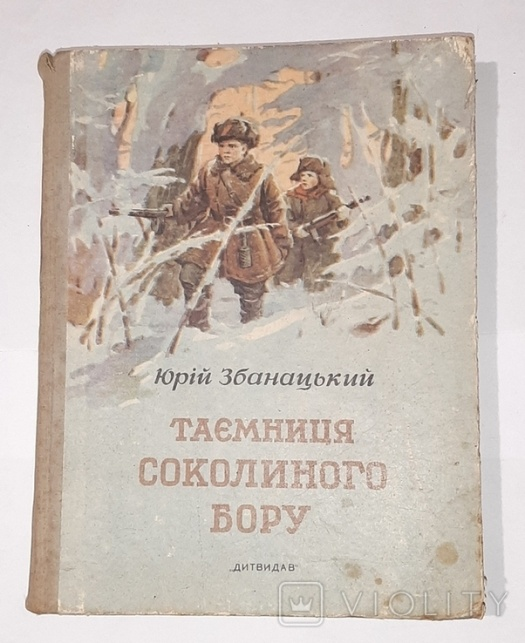 Юрій Збанацький
ТАЄМНИЦЯ
СОКОЛИНОГО
БОРУ
„ДИТВИДАВ"
VIOLITY